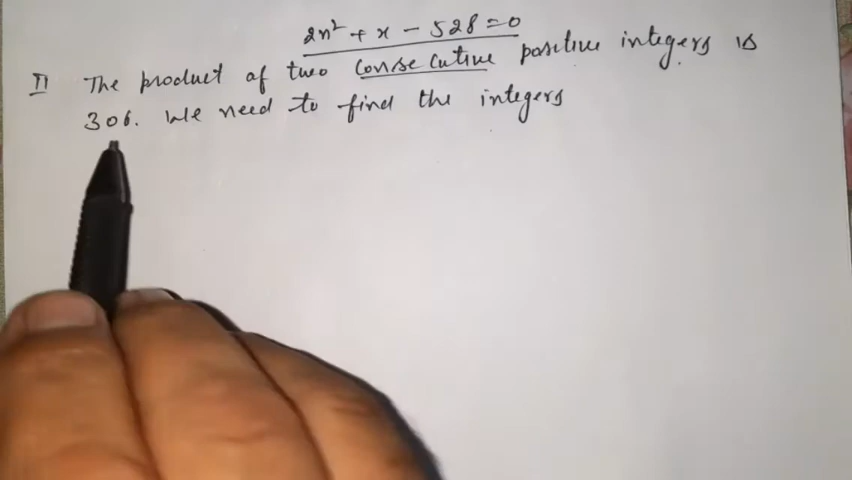 2x² + x - 528 = 0
II The product of two consecutive positive integers is
306. We need to find the integers